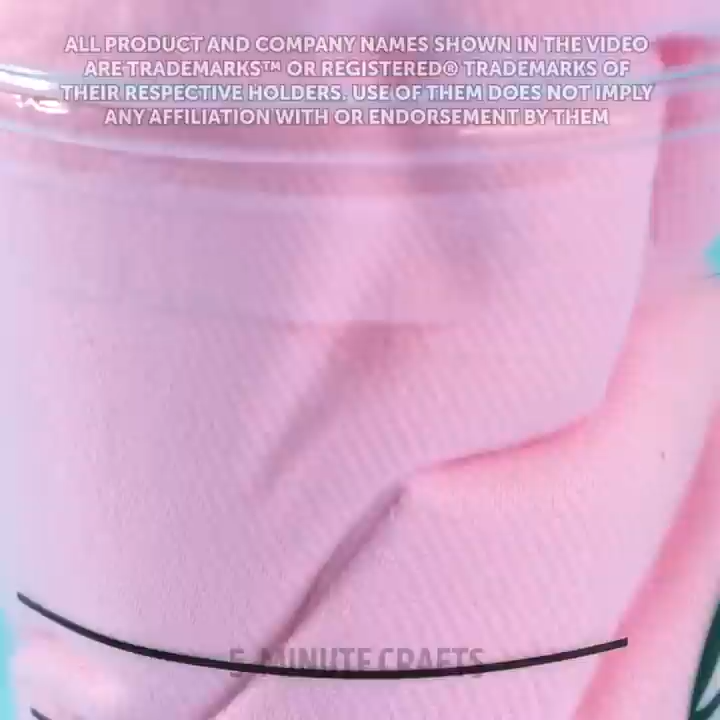 ALL PRODUCT AND COMPANY NAMES SHOWN IN THE VIDEO
ARE TRADEMARKS™ OR REGISTERED® TRADEMARKS OF
THEIR RESPECTIVE HOLDERS. USE OF THEM DOES NOT IMPLY
ANY AFFILIATION WITH OR ENDORSEMENT BY THEM
5-MINUTE CRAFTS